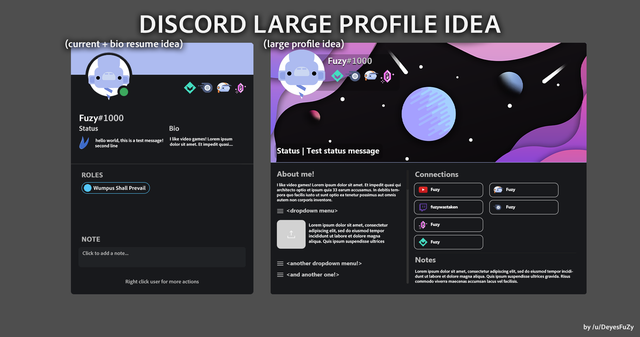 DISCORD LARGE PROFILE IDEA
(current + bio resume idea)
(large profile idea)
Fuzy#1000
Status
hello world, this is a test message!
second line
Bio
I like video games! Lorem ipsum
dolor sit amet. Et impedit quasi...
ROLES
Wumpus Shall Prevail
NOTE
Click to add a note...
Right click user for more actions
Fuzy#1000
Status | Test status message
About me!
I like video games! Lorem ipsum dolor sit amet. Et impedit quasi qui
architecto optio et ipsum quia 33 earum accusamus. In debitis tem-
pora quo facilis iusto ut sunt optio ea tenetur possimus aut omnis
autem non corporis inventore.
<dropdown menu>
Lorem ipsum dolor sit amet, consectetur
adipiscing elit, sed do eiusmod tempor
incididunt ut labore et dolore magna
aliqua. Quis ipsum suspendisse ultrices
<another dropdown menu!>
<and another one!>
Connections
Fuzy
Fuzy
fuzywastaken
Fuzy
Fuzy
Fuzy
Notes
Lorem ipsum dolor sit amet, consectetur adipiscing elit, sed do eiusmod tempor incidi-
dunt ut labore et dolore magna aliqua. Quis ipsum suspendisse ultrices gravida. Risus
commodo viverra maecenas accumsan lacus vel facilisis.
by /u/DeyesFuZy